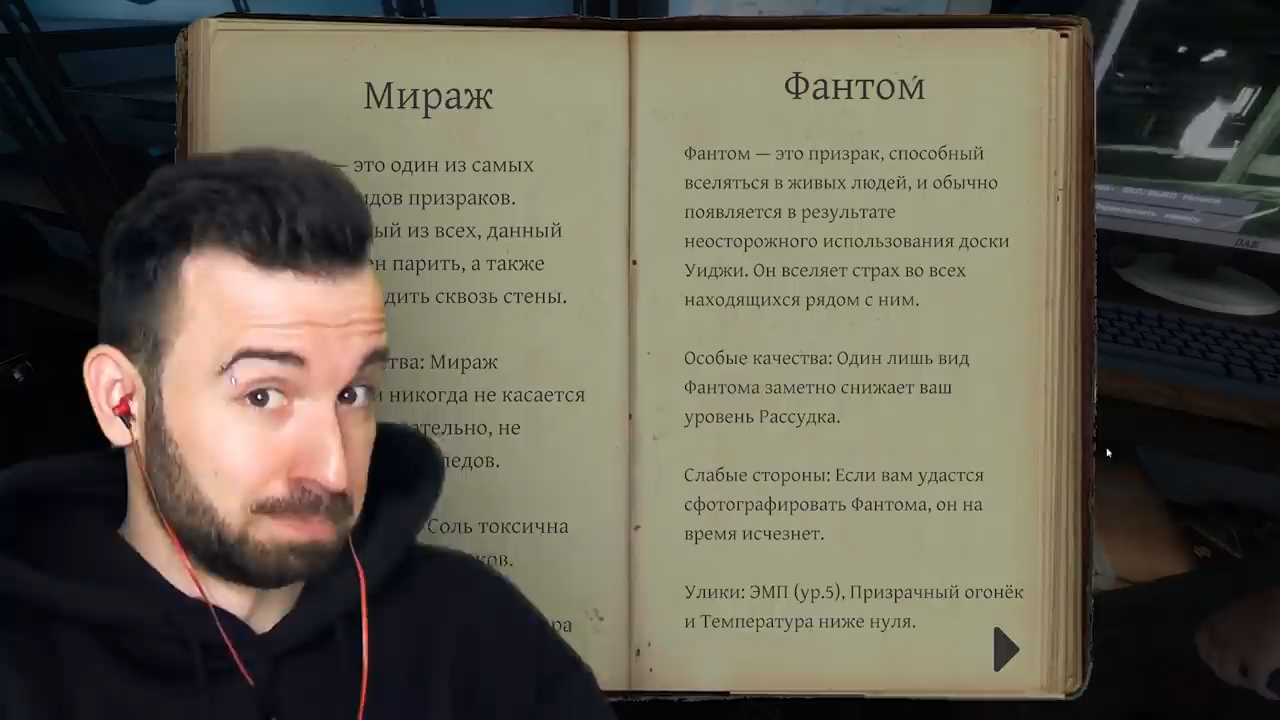 Мираж
— это один из самых
идов призраков.
ый из всех, данный
ен парить, а также
дить сквозь стены.
тва: Мираж
и никогда не касается
ательно, не
ледов.
Соль токсична
ков.
ра
Фантом
Фантом — это призрак, способный
вселяться в живых людей, и обычно
появляется в результате
неосторожного использования доски
Уиджи. Он вселяет страх во всех
находящихся рядом с ним.
Особые качества: Один лишь вид
Фантома заметно снижает ваш
уровень Рассудка.
Слабые стороны: Если вам удастся
сфотографировать Фантома, он на
время исчезнет.
Улики: ЭМП (ур.5), Призрачный огонёк
и Температура ниже нуля.